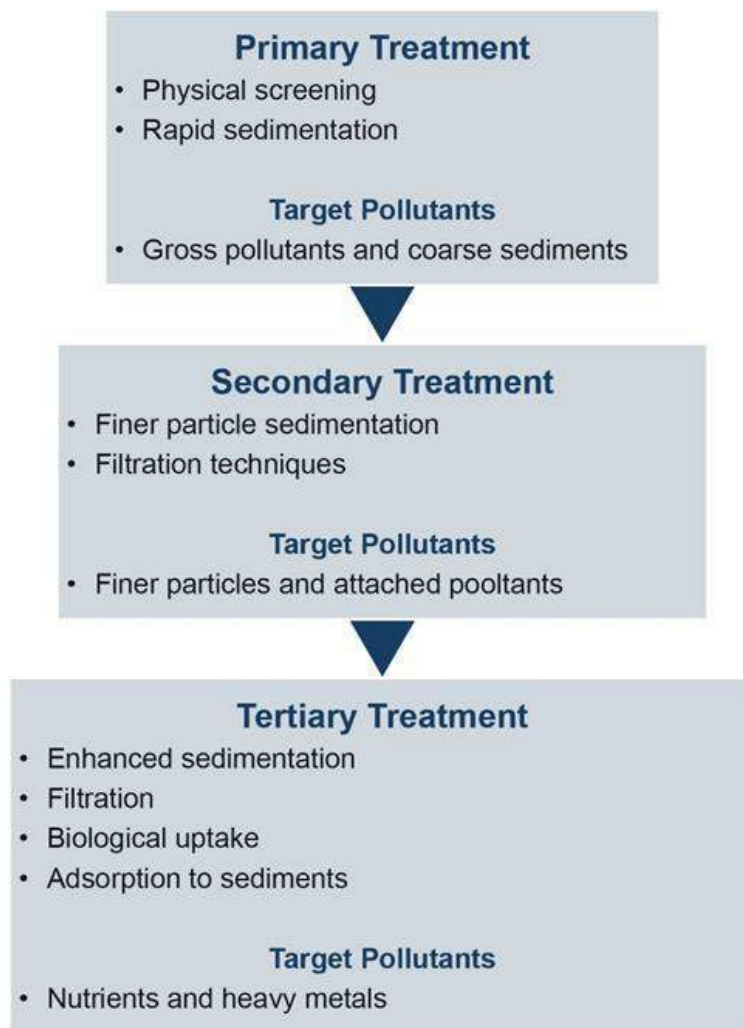 Primary Treatment
• Physical screening
• Rapid sedimentation
Target Pollutants
• Gross pollutants and coarse sediments
Secondary Treatment
• Finer particle sedimentation
• Filtration techniques
Target Pollutants
• Finer particles and attached pooltants
Tertiary Treatment
• Enhanced sedimentation
• Filtration
• Biological uptake
• Adsorption to sediments
Target Pollutants
• Nutrients and heavy metals